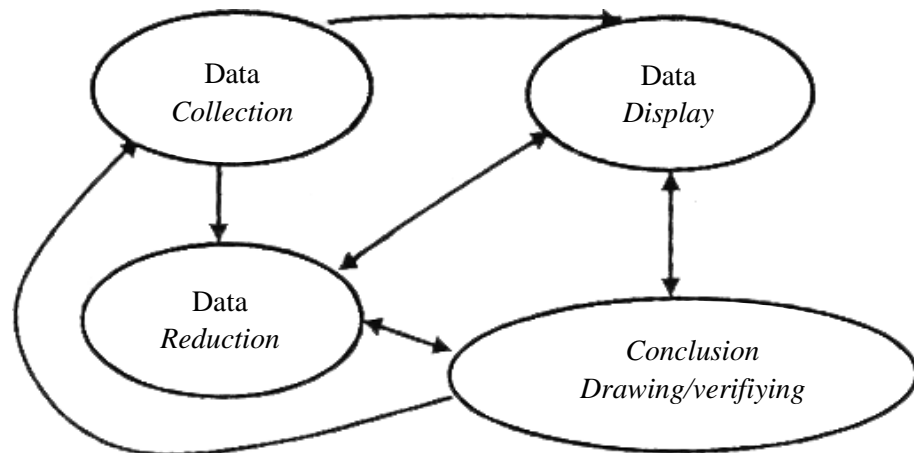 Data
Collection
Data
Display
Data
Reduction
Conclusion
Drawing/verifiying